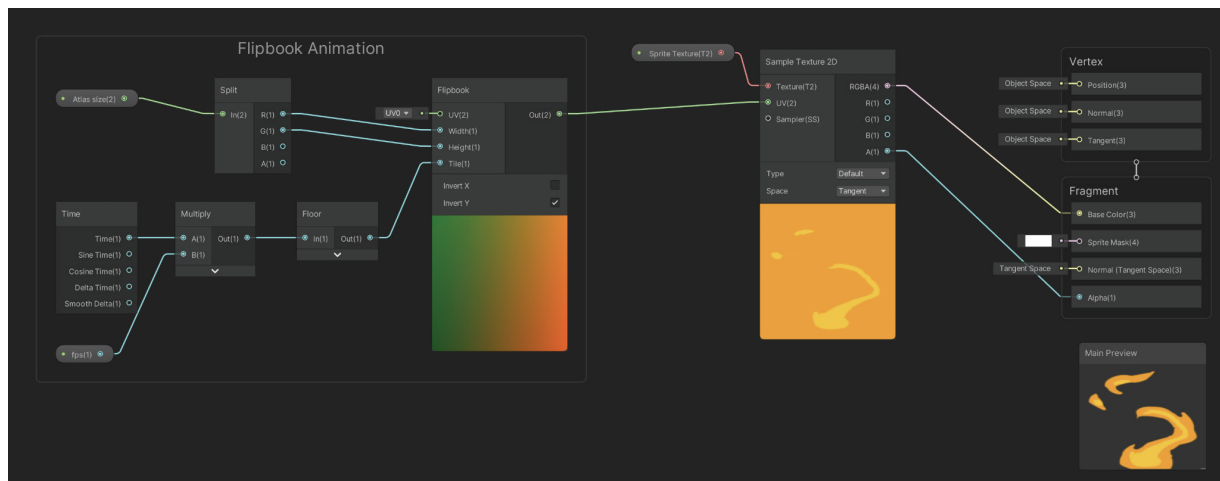 Flipbook Animation
Atlas size(2)
Split
In(2)
R(1)
G(1)
B(1)
A(1)
Flipbook
UV0
UV(2)
Width(1)
Height(1)
Tile(1)
Out(2)
Invert X
Invert Y
Time
Time(1)
Sine Time(1)
Cosine Time(1)
Delta Time(1)
Smooth Delta(1)
Multiply
A(1)
B(1)
Out(1)
Floor
In(1)
Out(1)
fps(1)
Sprite Texture(T2)
Sample Texture 2D
Texture(T2)
UV(2)
Sampler(SS)
RGBA(4)
R(1)
G(1)
B(1)
A(1)
Type
Default
Space
Tangent
Vertex
Object Space
Position(3)
Object Space
Normal(3)
Object Space
Tangent(3)
Fragment
Base Color(3)
Sprite Mask(4)
Tangent Space
Normal (Tangent Space)(3)
Alpha(1)
Main Preview